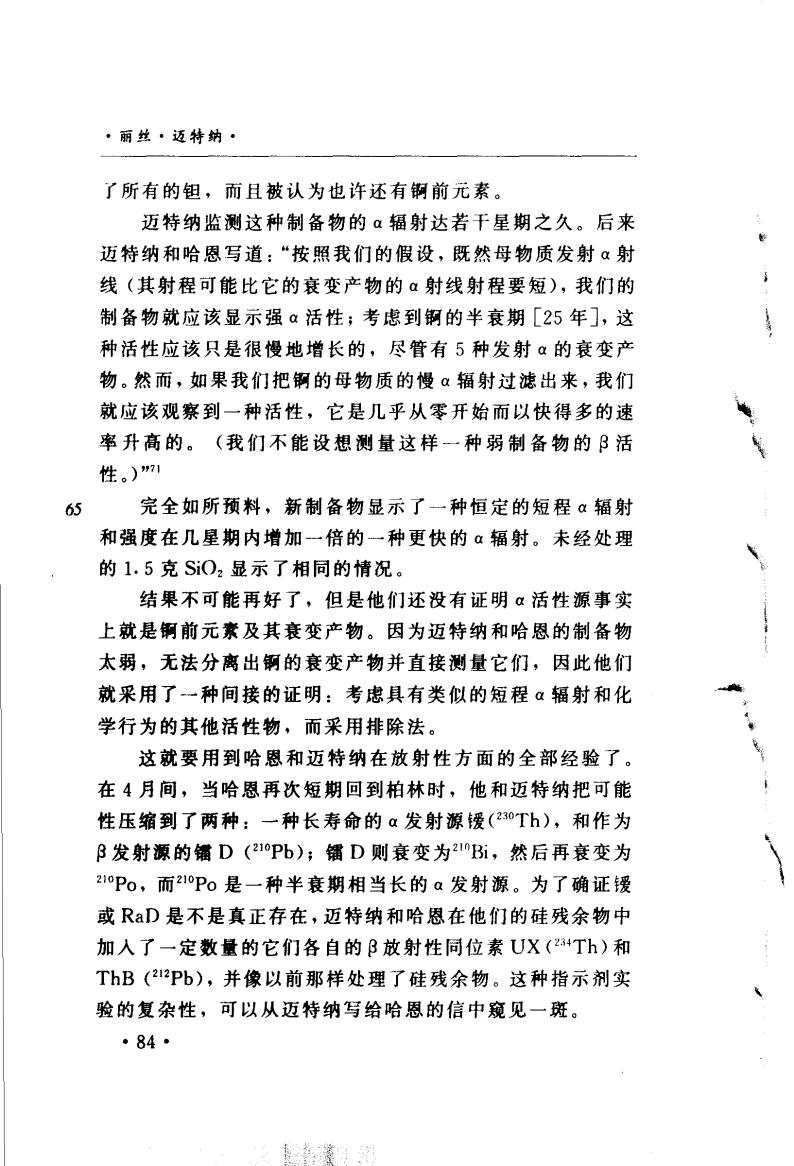 ·丽丝·迈特纳·
了所有的钽，而且被认为也许还有锕前元素。
迈特纳监测这种制备物的α辐射达若干星期之久。后来
迈特纳和哈恩写道：“按照我们的假设，既然母物质发射α射
线（其射程可能比它的衰变产物的α射线射程要短），我们的
制备物就应该显示强α活性；考虑到锕的半衰期［25 年］，这
种活性应该只是很慢地增长的，尽管有 5 种发射α的衰变产
物。然而，如果我们把锕的母物质的慢α辐射过滤出来，我们
就应该观察到一种活性，它是几乎从零开始而以快得多的速
率升高的。（我们不能设想测量这样一种弱制备物的β活
性。）”⁷¹
65 完全如所预料，新制备物显示了一种恒定的短程α辐射
和强度在几星期内增加一倍的一种更快的α辐射。未经处理
的 1.5 克 SiO₂ 显示了相同的情况。
结果不可能再好了，但是他们还没有证明α活性源事实
上就是锕前元素及其衰变产物。因为迈特纳和哈恩的制备物
太弱，无法分离出锕的衰变产物并直接测量它们，因此他们
就采用了一种间接的证明：考虑具有类似的短程α辐射和化
学行为的其他活性物，而采用排除法。
这就要用到哈恩和迈特纳在放射性方面的全部经验了。
在 4 月间，当哈恩再次短期回到柏林时，他和迈特纳把可能
性压缩到了两种：一种长寿命的α发射源锾(²³⁰Th)，和作为
β发射源的镭 D（²¹⁰Pb）；镭 D 则衰变为²¹⁰Bi，然后再衰变为
²¹⁰Po，而²¹⁰Po 是一种半衰期相当长的α发射源。为了确证锾
或 RaD 是不是真正存在，迈特纳和哈恩在他们的硅残余物中
加入了一定数量的它们各自的β放射性同位素 UX（²³⁴Th）和
ThB（²¹²Pb），并像以前那样处理了硅残余物。这种指示剂实
验的复杂性，可以从迈特纳写给哈恩的信中窥见一斑。
·84·